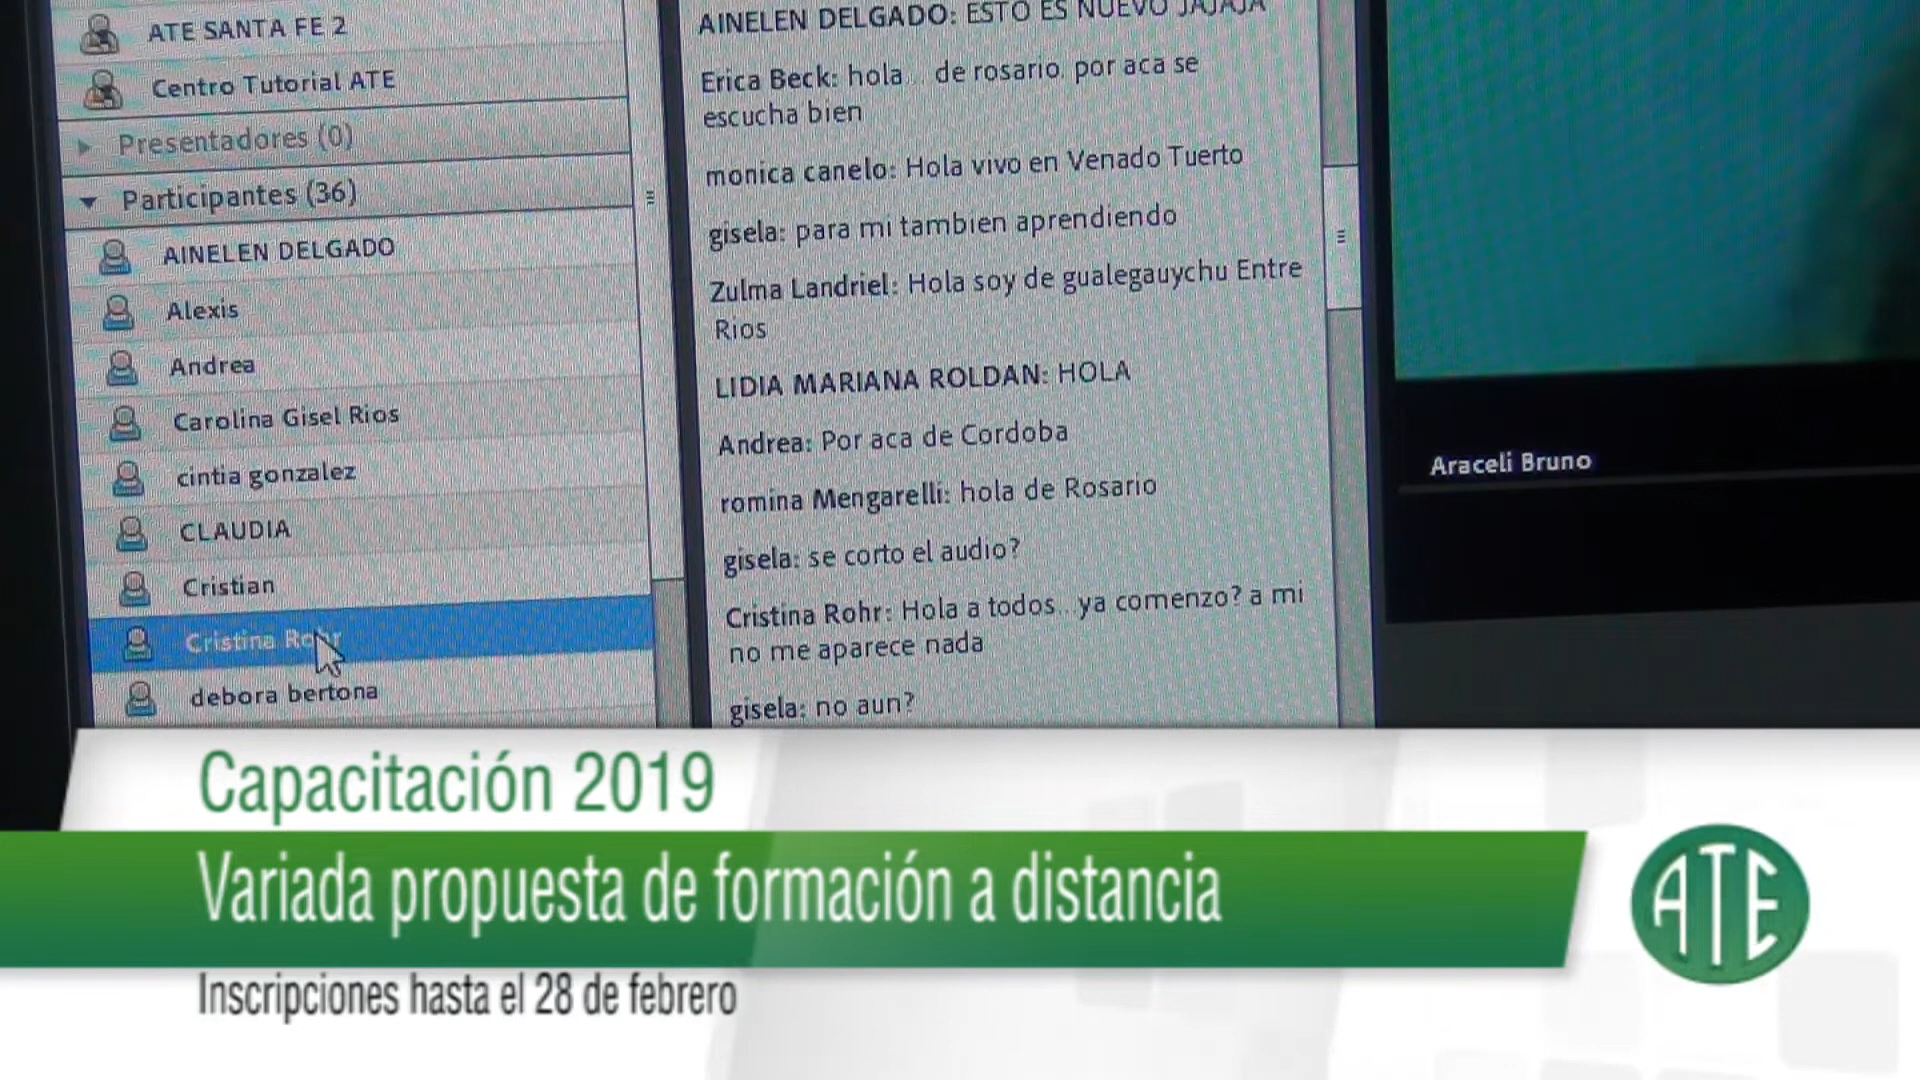 ATE SANTA FE 2
Centro Tutorial ATE
Presentadores (0)
Participantes (36)
AINELEN DELGADO
Alexis
Andrea
Carolina Gisel Rios
cintia gonzalez
CLAUDIA
Cristian
Cristina Rohr
debora bertona
AINELEN DELGADO: ESTO ES NUEVO JAJAJA
Erica Beck: hola... de rosario. por aca se
escucha bien
monica canelo: Hola vivo en Venado Tuerto
gisela: para mi tambien aprendiendo
Zulma Landriel: Hola soy de gualegauychu Entre
Rios
LIDIA MARIANA ROLDAN: HOLA
Andrea: Por aca de Cordoba
romina Mengarelli: hola de Rosario
gisela: se corto el audio?
Cristina Rohr: Hola a todos...ya comenzo? a mi
no me aparece nada
gisela: no aun?
Araceli Bruno
Capacitación 2019
Variada propuesta de formación a distancia
Inscripciones hasta el 28 de febrero
ATE